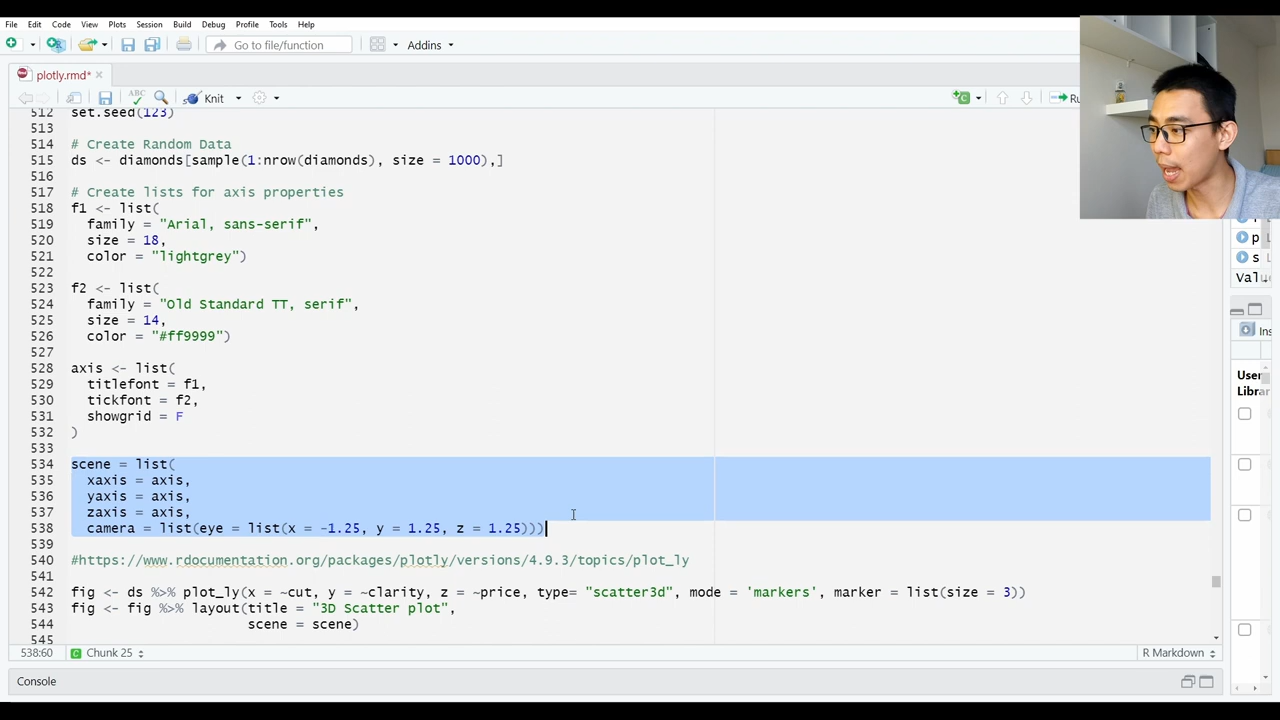 File Edit Code View Plots Session Build Debug Profile Tools Help
Go to file/function Addins
plotly.rmd*
ABC Knit Ru
512 set.seed(123)
513
514 # Create Random Data
515 ds <- diamonds[sample(1:nrow(diamonds), size = 1000),]
516
517 # Create lists for axis properties
518 f1 <- list(
519 family = "Arial, sans-serif",
520 size = 18,
521 color = "lightgrey")
522
523 f2 <- list(
524 family = "Old Standard TT, serif",
525 size = 14,
526 color = "#ff9999")
527
528 axis <- list(
529 titlefont = f1,
530 tickfont = f2,
531 showgrid = F
532 )
533
534 scene = list(
535 xaxis = axis,
536 yaxis = axis,
537 zaxis = axis,
538 camera = list(eye = list(x = -1.25, y = 1.25, z = 1.25)))
539
540 #https://www.rdocumentation.org/packages/plotly/versions/4.9.3/topics/plot_ly
541
542 fig <- ds %>% plot_ly(x = ~cut, y = ~clarity, z = ~price, type= "scatter3d", mode = 'markers', marker = list(size = 3))
543 fig <- fig %>% layout(title = "3D Scatter plot",
544 scene = scene)
545
538:60 Chunk 25 R Markdown
Console
p L
s L
Valu
Ins
User
Librar